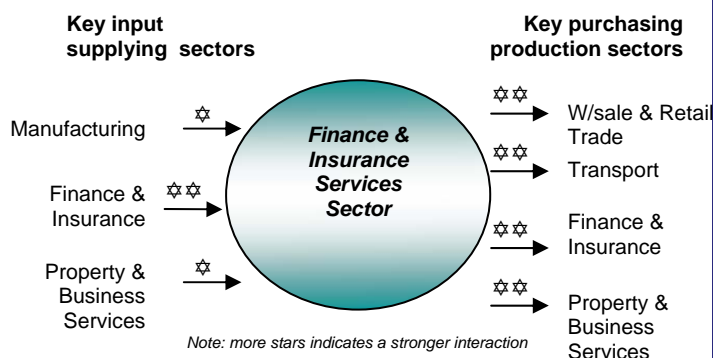 Key input
supplying sectors
Manufacturing
Finance &
Insurance
Property &
Business
Services
Finance &
Insurance
Services
Sector
Key purchasing
production sectors
W/sale & Retail
Trade
Transport
Finance &
Insurance
Property &
Business
Services
Note: more stars indicates a stronger interaction